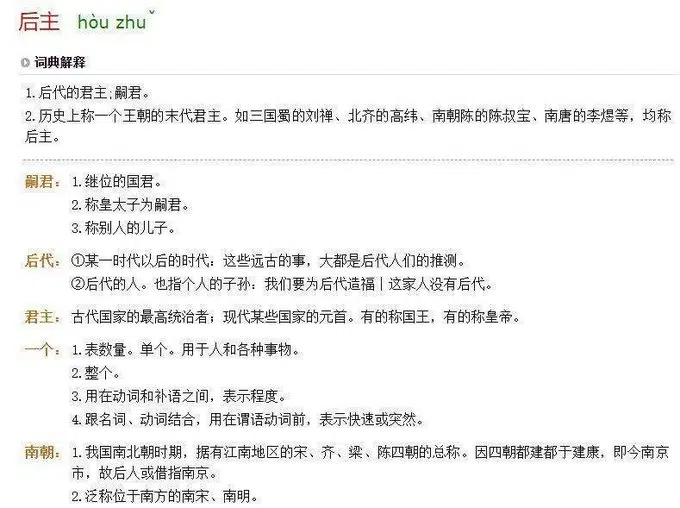 后主 hòu zhuˇ
词典解释
1.后代的君主;嗣君。
2.历史上称一个王朝的末代君主。如三国蜀的刘禅、北齐的高纬、南朝陈的陈叔宝、南唐的李煜等，均称
后主。
嗣君： 1.继位的国君。
2.称皇太子为嗣君。
3.称别人的儿子。
后代： ①某一时代以后的时代：这些远古的事，大都是后代人们的推测。
②后代的人。也指个人的子孙：我们要为后代造福｜这家人没有后代。
君主： 古代国家的最高统治者；现代某些国家的元首。有的称国王，有的称皇帝。
一个： 1.表数量。单个。用于人和各种事物。
2.整个。
3.用在动词和补语之间，表示程度。
4.跟名词、动词结合，用在谓语动词前，表示快速或突然。
南朝： 1.我国南北朝时期，据有江南地区的宋、齐、梁、陈四朝的总称。因四朝都建都于建康，即今南京
市，故后人或借指南京。
2.泛称位于南方的南宋、南明。